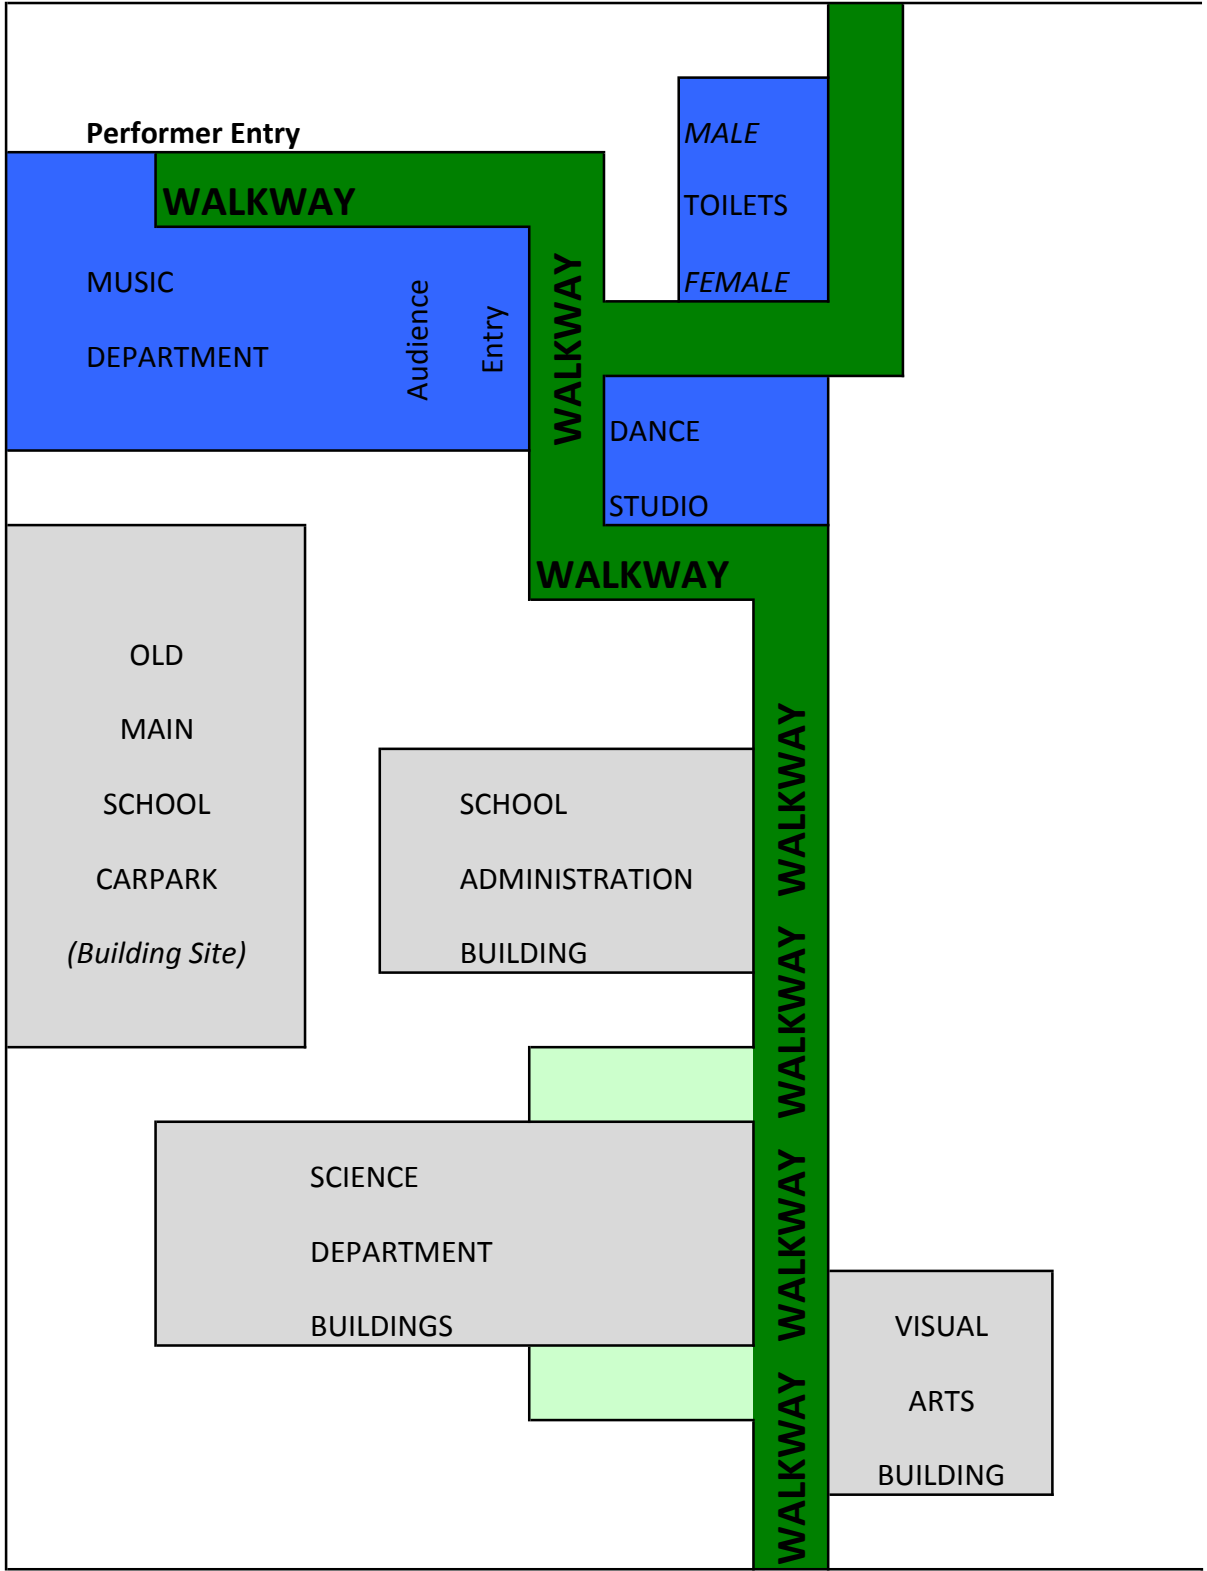 Performer Entry
MALE
WALKWAY
TOILETS
FEMALE
MUSIC
DEPARTMENT
Audience
Entry
WALKWAY
DANCE
STUDIO
WALKWAY
OLD
MAIN
SCHOOL
CARPARK
(Building Site)
SCHOOL
ADMINISTRATION
BUILDING
WALKWAY
WALKWAY
SCIENCE
DEPARTMENT
BUILDINGS
WALKWAY
VISUAL
ARTS
BUILDING
WALKWAY